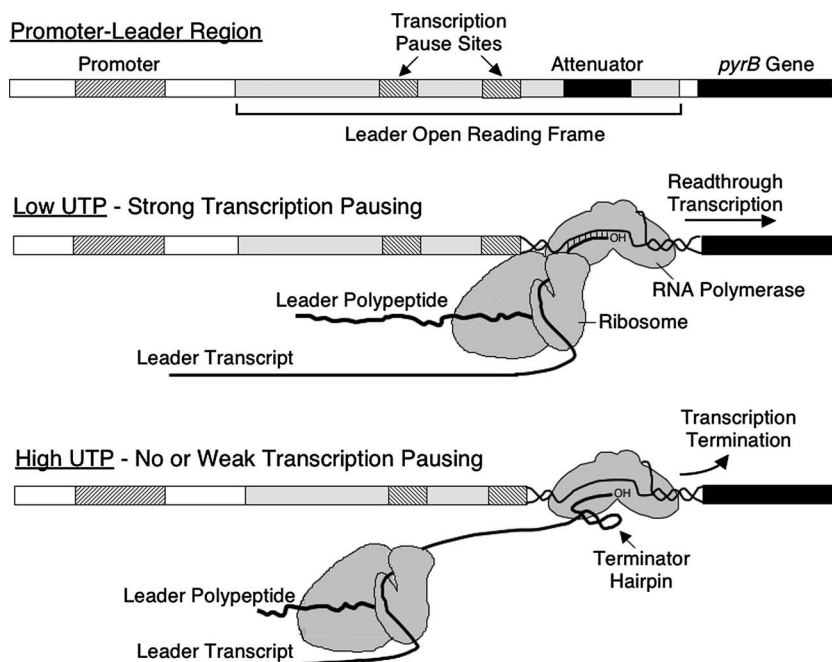 Promoter-Leader Region
Transcription
Pause Sites
Promoter
Attenuator
pyrB Gene
Leader Open Reading Frame
Low UTP - Strong Transcription Pausing
Readthrough
Transcription
OH
RNA Polymerase
Leader Polypeptide
Ribosome
Leader Transcript
High UTP - No or Weak Transcription Pausing
Transcription
Termination
OH
Terminator
Hairpin
Leader Polypeptide
Leader Transcript